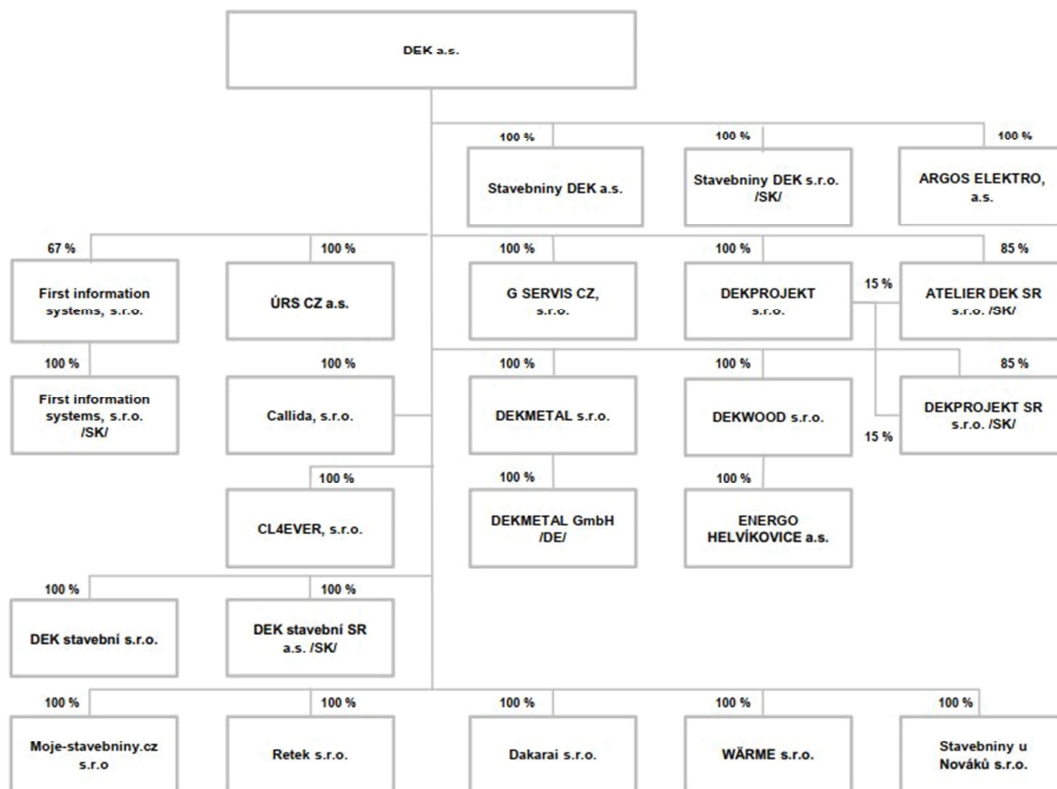 DEK a.s.
100 %
100 %
100 %
Stavebniny DEK a.s.
Stavebniny DEK s.r.o.
/SK/
ARGOS ELEKTRO,
a.s.
67 %
100 %
100 %
100 %
85 %
First information
systems, s.r.o.
ÚRS CZ a.s.
G SERVIS CZ,
s.r.o.
DEKPROJEKT
s.r.o.
15 %
ATELIER DEK SR
s.r.o. /SK/
100 %
100 %
100 %
100 %
85 %
First information
systems, s.r.o.
/SK/
Callida, s.r.o.
DEKMETAL s.r.o.
DEKWOOD s.r.o.
15 %
DEKPROJEKT SR
s.r.o. /SK/
100 %
100 %
100 %
CL4EVER, s.r.o.
DEKMETAL GmbH
/DE/
ENERGO
HELVÍKOVICE a.s.
100 %
100 %
DEK stavební s.r.o.
DEK stavební SR
a.s. /SK/
100 %
100 %
100 %
100 %
100 %
Moje-stavebniny.cz
s.r.o
Retek s.r.o.
Dakarai s.r.o.
WÄRME s.r.o.
Stavebniny u
Nováků s.r.o.